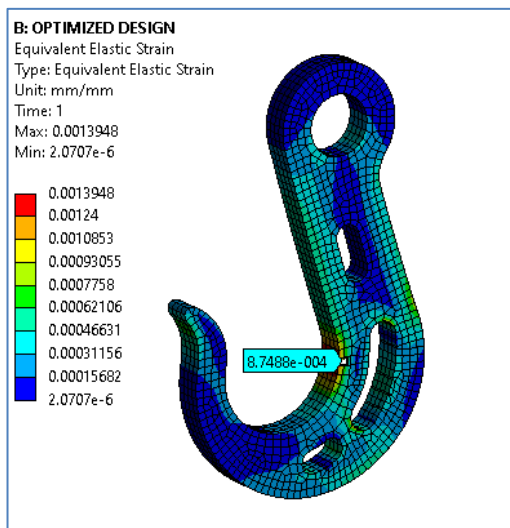 B: OPTIMIZED DESIGN
Equivalent Elastic Strain
Type: Equivalent Elastic Strain
Unit: mm/mm
Time: 1
Max: 0.0013948
Min: 2.0707e-6
0.0013948
0.00124
0.0010853
0.00093055
0.0007758
0.00062106
0.00046631
0.00031156
0.00015682
2.0707e-6
8.7488e-004